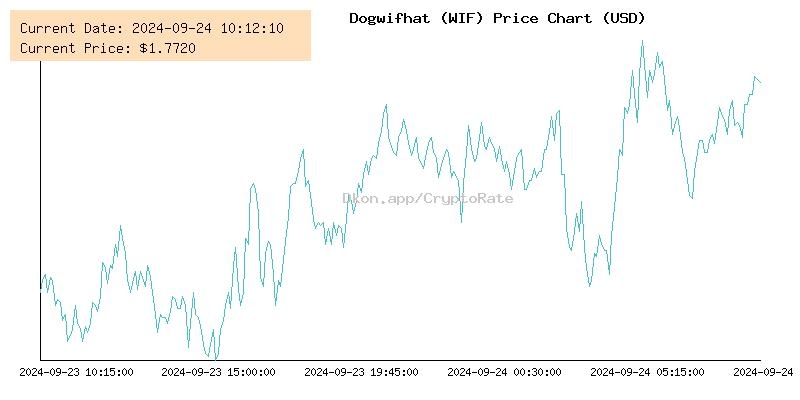 Dogwifhat (WIF) Price Chart (USD)
Current Date: 2024-09-24 10:12:10
Current Price: $1.7720
Dkon.app/CryptoRate
2024-09-23 10:15:00
2024-09-23 15:00:00
2024-09-23 19:45:00
2024-09-24 00:30:00
2024-09-24 05:15:00
2024-09-24